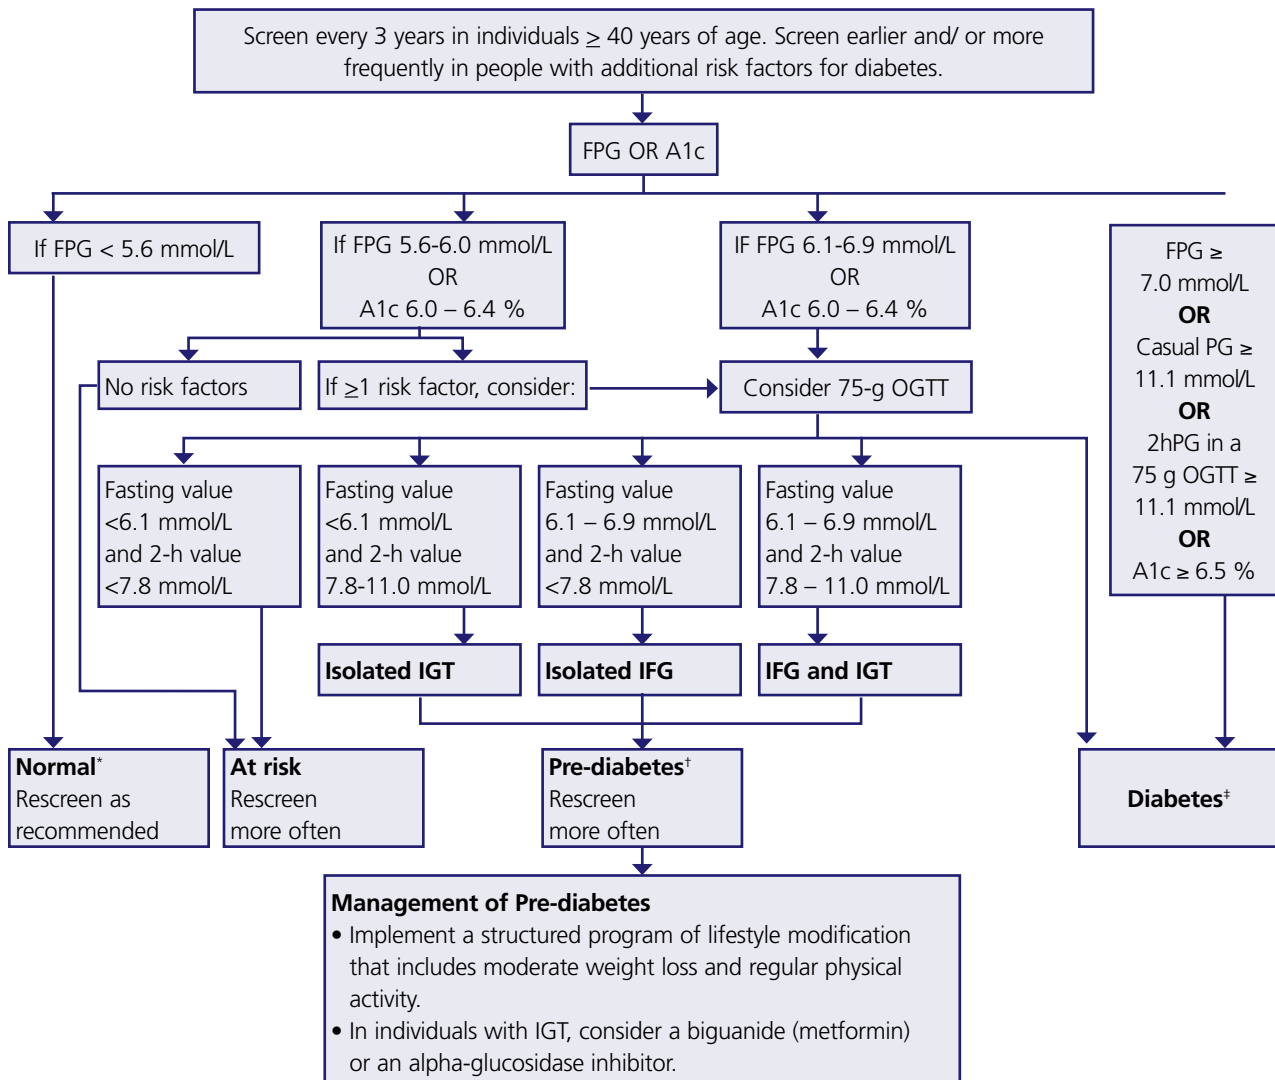 Screen every 3 years in individuals ≥ 40 years of age. Screen earlier and/ or more
frequently in people with additional risk factors for diabetes.
FPG OR A1c
If FPG < 5.6 mmol/L
If FPG 5.6-6.0 mmol/L
OR
A1c 6.0 – 6.4 %
IF FPG 6.1-6.9 mmol/L
OR
A1c 6.0 – 6.4 %
FPG ≥
7.0 mmol/L
OR
Casual PG ≥
11.1 mmol/L
OR
2hPG in a
75 g OGTT ≥
11.1 mmol/L
OR
A1c ≥ 6.5 %
No risk factors
If ≥1 risk factor, consider:
Consider 75-g OGTT
Fasting value
<6.1 mmol/L
and 2-h value
<7.8 mmol/L
Fasting value
<6.1 mmol/L
and 2-h value
7.8-11.0 mmol/L
Fasting value
6.1 – 6.9 mmol/L
and 2-h value
<7.8 mmol/L
Fasting value
6.1 – 6.9 mmol/L
and 2-h value
7.8 – 11.0 mmol/L
Isolated IGT
Isolated IFG
IFG and IGT
Normal*
Rescreen as
recommended
At risk
Rescreen
more often
Pre-diabetes†
Rescreen
more often
Diabetes‡
Management of Pre-diabetes
• Implement a structured program of lifestyle modification
that includes moderate weight loss and regular physical
activity.
• In individuals with IGT, consider a biguanide (metformin)
or an alpha-glucosidase inhibitor.